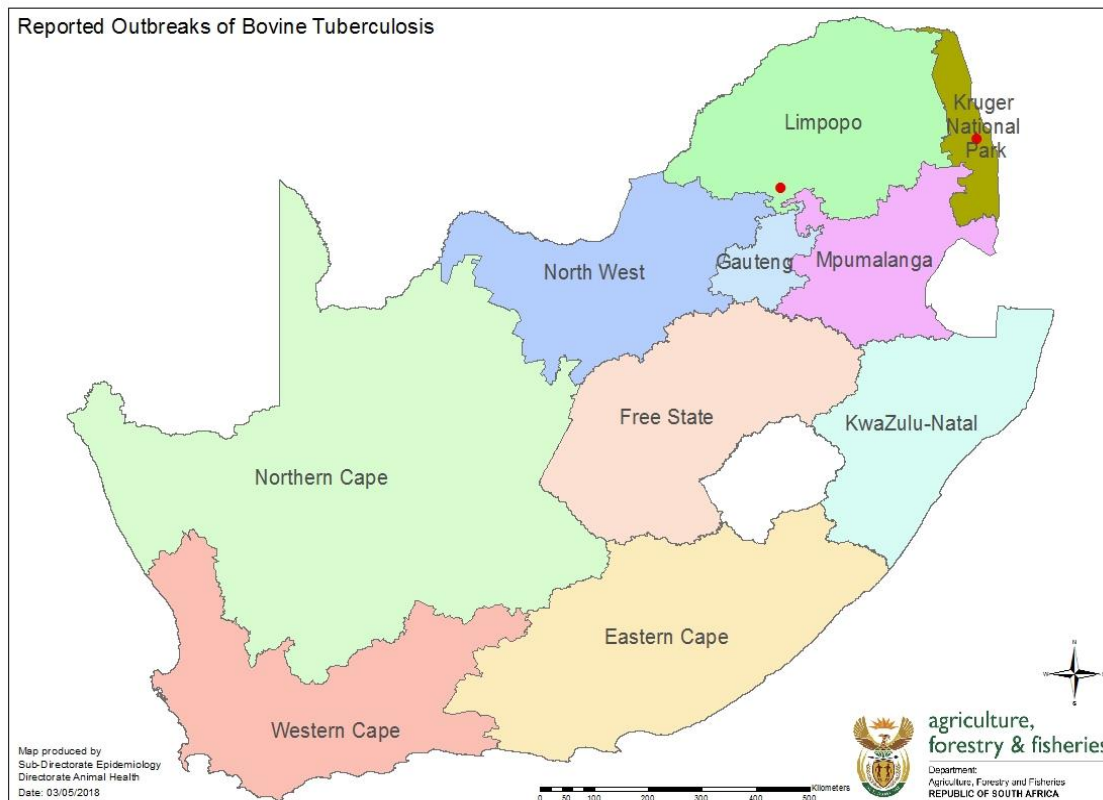 Reported Outbreaks of Bovine Tuberculosis
Limpopo
Kruger
National
Park
North West
Gauteng
Mpumalanga
Free State
KwaZulu-Natal
Northern Cape
Eastern Cape
Western Cape
N
W
S
Map produced by
Sub-Directorate Epidemiology
Directorate Animal Health
Date: 03/05/2018
Kilometers
0 50 100 200 300 400 500
agriculture,
forestry & fisheries
Department:
Agriculture, Forestry and Fisheries
REPUBLIC OF SOUTH AFRICA